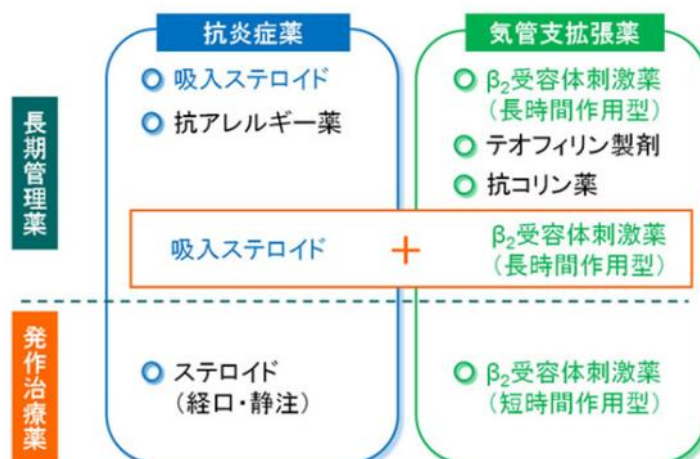 抗炎症薬
気管支拡張薬
長期管理薬
吸入ステロイド
抗アレルギー薬
β₂受容体刺激薬
(長時間作用型)
テオフィリン製剤
抗コリン薬
吸入ステロイド + β₂受容体刺激薬
(長時間作用型)
発作治療薬
ステロイド
(経口・静注)
β₂受容体刺激薬
(短時間作用型)